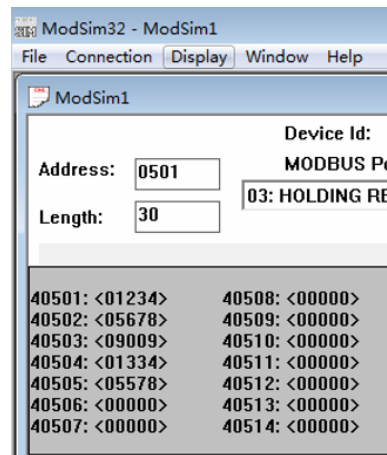 ModSim32 - ModSim1
File Connection Display Window Help
ModSim1
Device Id:
Address: 0501
MODBUS Po
03: HOLDING RE
Length: 30
40501: <01234> 40508: <00000>
40502: <05678> 40509: <00000>
40503: <09009> 40510: <00000>
40504: <01334> 40511: <00000>
40505: <05578> 40512: <00000>
40506: <00000> 40513: <00000>
40507: <00000> 40514: <00000>